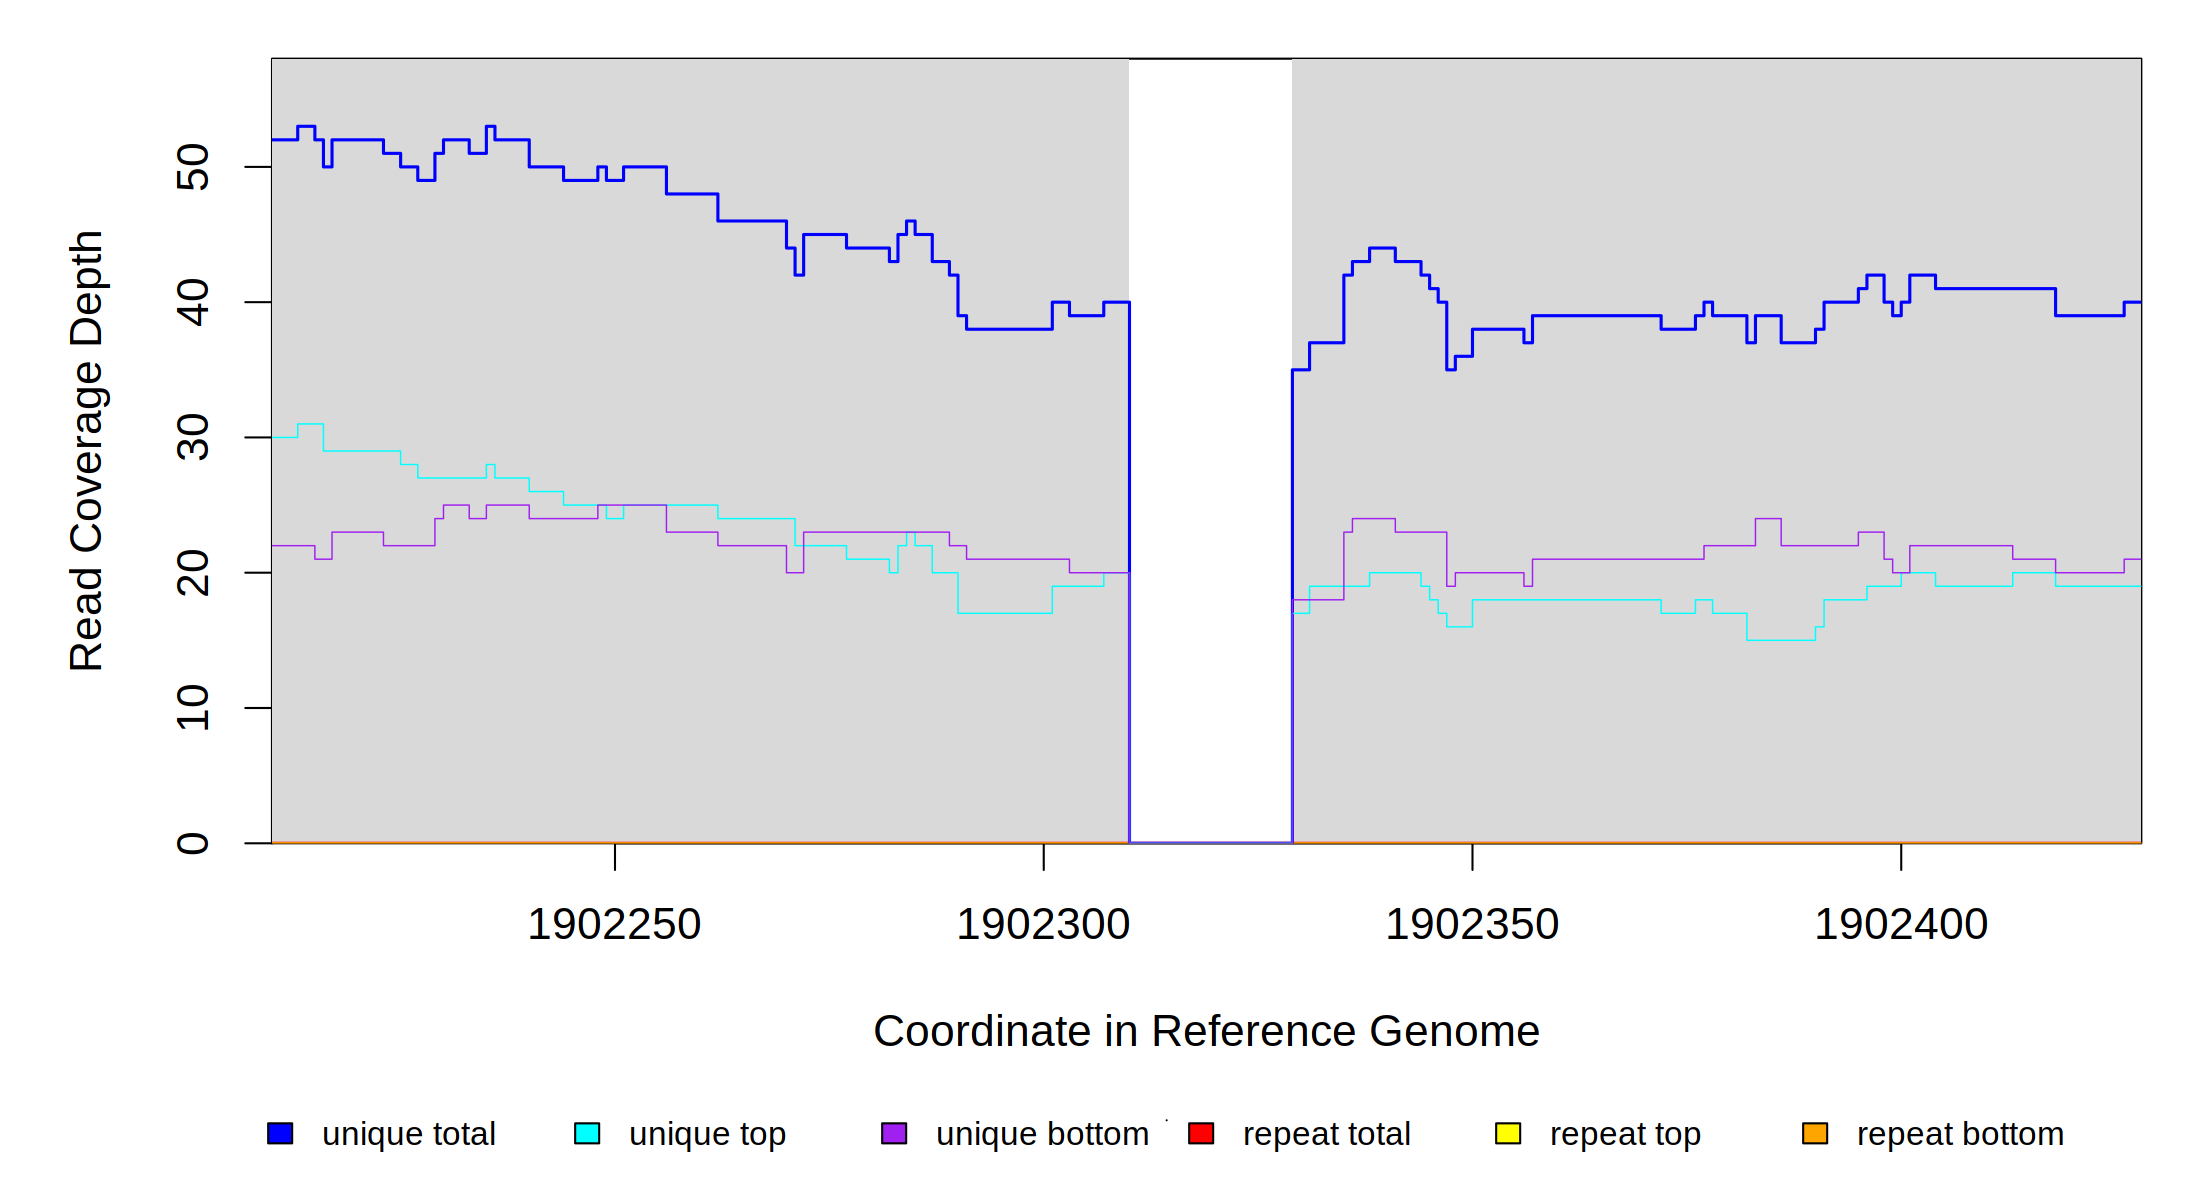 Read Coverage Depth
50
40
30
20
10
0
1902250 1902300 1902350 1902400
Coordinate in Reference Genome
unique total unique top unique bottom repeat total repeat top repeat bottom